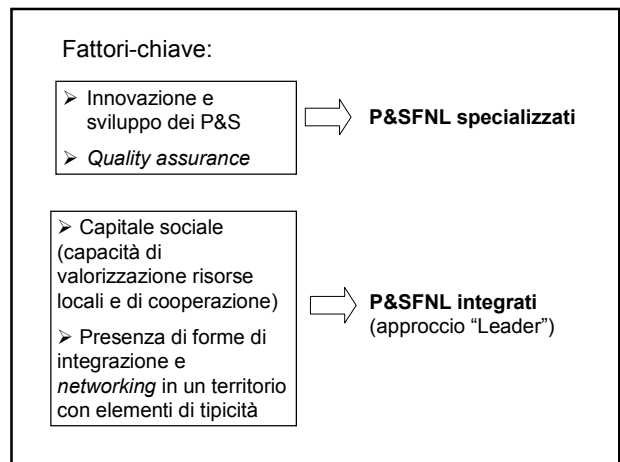 Fattori-chiave:
➢ Innovazione e
sviluppo dei P&S
➢ Quality assurance
P&SFNL specializzati
➢ Capitale sociale
(capacità di
valorizzazione risorse
locali e di cooperazione)
➢ Presenza di forme di
integrazione e
networking in un territorio
con elementi di tipicità
P&SFNL integrati
(approccio “Leader”)